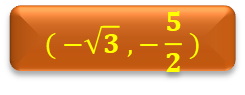 ( −√3 , −5/2 )